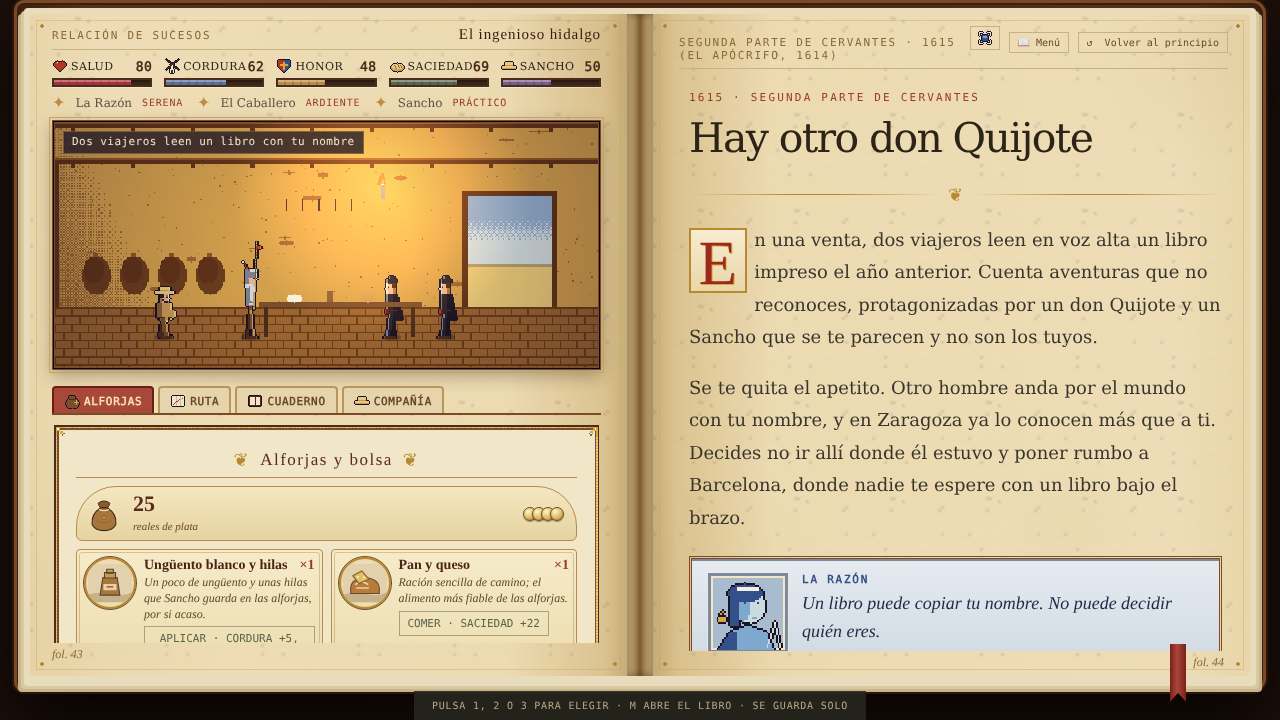 RELACIÓN DE SUCESOS
El ingenioso hidalgo
SALUD 80
CORDURA 62
HONOR 48
SACIEDAD 69
SANCHO 50
La Razón SERENA
El Caballero ARDIENTE
Sancho PRÁCTICO
Dos viajeros leen un libro con tu nombre
ALFORJAS
RUTA
CUADERNO
COMPAÑÍA
Alforjas y bolsa
25
reales de plata
Ungüento blanco y hilas ×1
Un poco de ungüento y unas hilas
que Sancho guarda en las alforjas,
por si acaso.
APLICAR · CORDURA +5,
Pan y queso ×1
Ración sencilla de camino; el
alimento más fiable de las alforjas.
COMER · SACIEDAD +22
fol. 43
SEGUNDA PARTE DE CERVANTES · 1615
(EL APÓCRIFO, 1614)
Menú
↺ Volver al principio
1615 · SEGUNDA PARTE DE CERVANTES
Hay otro don Quijote
En una venta, dos viajeros leen en voz alta un libro
impreso el año anterior. Cuenta aventuras que no
reconoces, protagonizadas por un don Quijote y un
Sancho que se te parecen y no son los tuyos.
Se te quita el apetito. Otro hombre anda por el mundo
con tu nombre, y en Zaragoza ya lo conocen más que a ti.
Decides no ir allí donde él estuvo y poner rumbo a
Barcelona, donde nadie te espere con un libro bajo el
brazo.
LA RAZÓN
Un libro puede copiar tu nombre. No puede decidir
quién eres.
fol. 44
PULSA 1, 2 O 3 PARA ELEGIR · M ABRE EL LIBRO · SE GUARDA SOLO